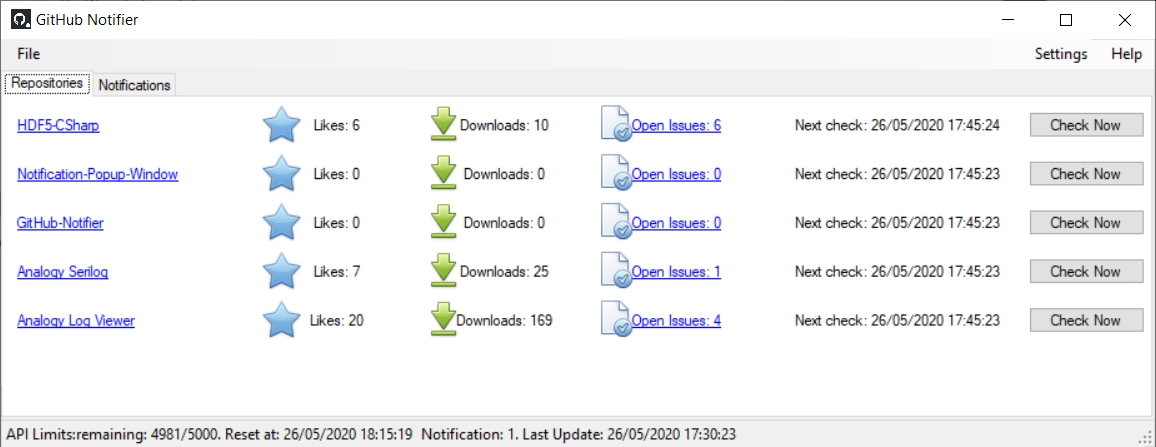 GitHub Notifier
File Settings Help
Repositories Notifications
HDF5-CSharp Likes: 6 Downloads: 10 Open Issues: 6 Next check: 26/05/2020 17:45:24 Check Now
Notification-Popup-Window Likes: 0 Downloads: 0 Open Issues: 0 Next check: 26/05/2020 17:45:23 Check Now
GitHub-Notifier Likes: 0 Downloads: 0 Open Issues: 0 Next check: 26/05/2020 17:45:23 Check Now
Analogy Serilog Likes: 7 Downloads: 25 Open Issues: 1 Next check: 26/05/2020 17:45:23 Check Now
Analogy Log Viewer Likes: 20 Downloads: 169 Open Issues: 4 Next check: 26/05/2020 17:45:23 Check Now
API Limits:remaining: 4981/5000. Reset at: 26/05/2020 18:15:19 Notification: 1. Last Update: 26/05/2020 17:30:23